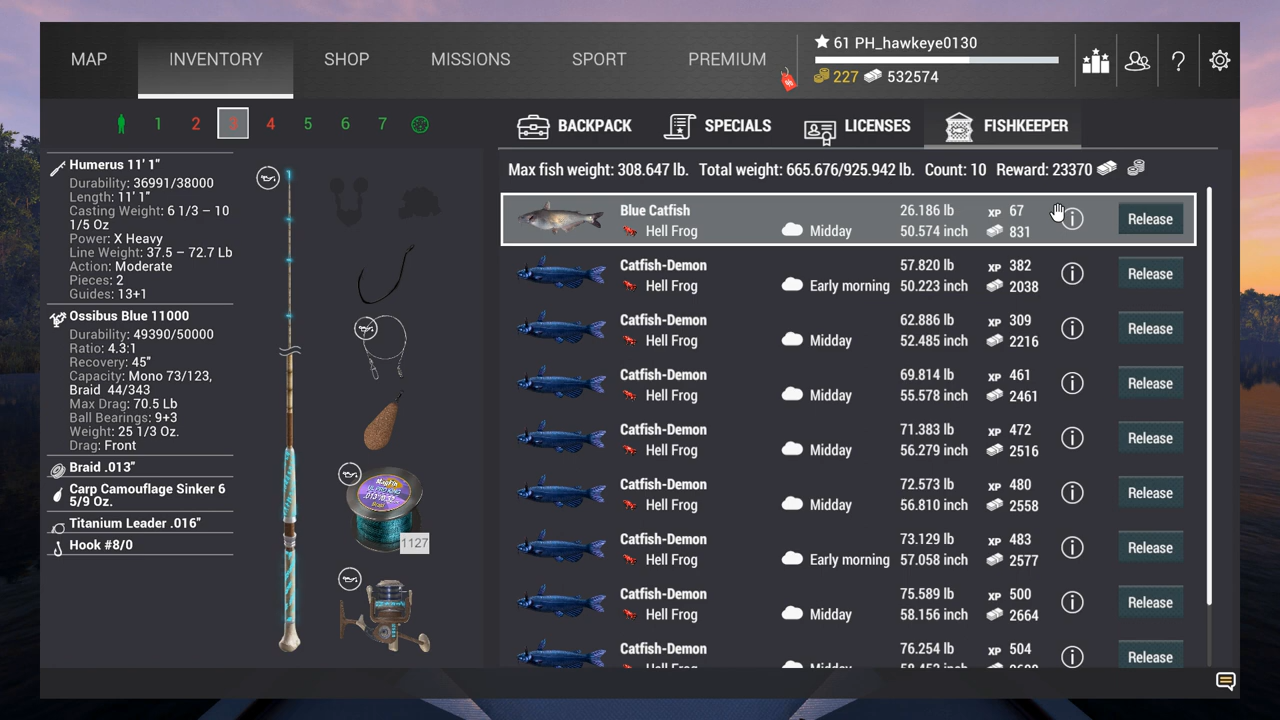 MAP
INVENTORY
SHOP
MISSIONS
SPORT
PREMIUM
61 PH_hawkeye0130
227 532574
1 2 3 4 5 6 7
BACKPACK
SPECIALS
LICENSES
FISHKEEPER
Humerus 11' 1"
Durability: 36991/38000
Length: 11' 1"
Casting Weight: 6 1/3 – 10
1/5 Oz
Power: X Heavy
Line Weight: 37.5 – 72.7 Lb
Action: Moderate
Pieces: 2
Guides: 13+1
Ossibus Blue 11000
Durability: 49390/50000
Ratio: 4.3:1
Recovery: 45"
Capacity: Mono 73/123,
Braid 44/343
Max Drag: 70.5 Lb
Ball Bearings: 9+3
Weight: 25 1/3 Oz.
Drag: Front
Braid .013"
Carp Camouflage Sinker 6
5/9 Oz.
Titanium Leader .016"
Hook #8/0
1127
Max fish weight: 308.647 lb. Total weight: 665.676/925.942 lb. Count: 10 Reward: 23370
Blue Catfish 26.186 lb XP 67
Hell Frog Midday 50.574 inch 831
Release
Catfish-Demon 57.820 lb XP 382
Hell Frog Early morning 50.223 inch 2038
Release
Catfish-Demon 62.886 lb XP 309
Hell Frog Midday 52.485 inch 2216
Release
Catfish-Demon 69.814 lb XP 461
Hell Frog Midday 55.578 inch 2461
Release
Catfish-Demon 71.383 lb XP 472
Hell Frog Midday 56.279 inch 2516
Release
Catfish-Demon 72.573 lb XP 480
Hell Frog Midday 56.810 inch 2558
Release
Catfish-Demon 73.129 lb XP 483
Hell Frog Early morning 57.058 inch 2577
Release
Catfish-Demon 75.589 lb XP 500
Hell Frog Midday 58.156 inch 2664
Release
Catfish-Demon 76.254 lb XP 504
Hell Frog Midday
Release